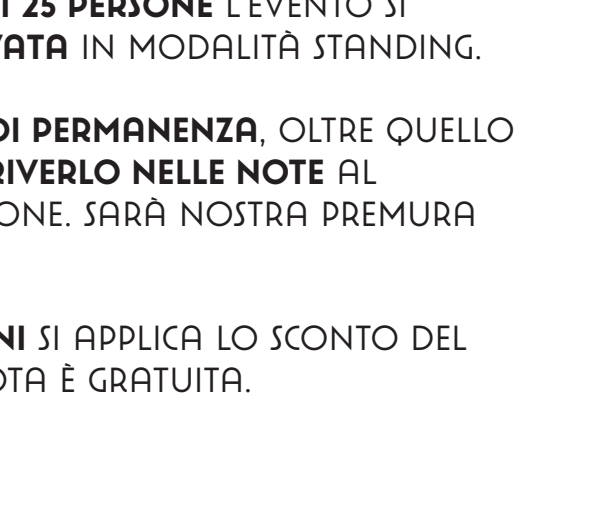 I 25 PERSONE L'EVENTO SI
VATA IN MODALITÀ STANDING.
DI PERMANENZA, OLTRE QUELLO
RIVERLO NELLE NOTE AL
ONE. SARÀ NOSTRA PREMURA
NI SI APPLICA LO SCONTO DEL
OTA È GRATUITA.